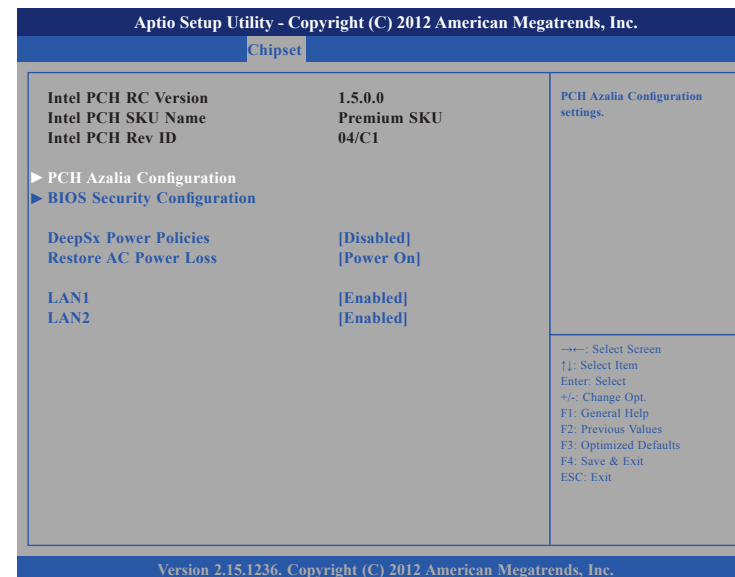 Aptio Setup Utility - Copyright (C) 2012 American Megatrends, Inc.
Chipset
Intel PCH RC Version 1.5.0.0
Intel PCH SKU Name Premium SKU
Intel PCH Rev ID 04/C1
▶ PCH Azalia Configuration
▶ BIOS Security Configuration
DeepSx Power Policies [Disabled]
Restore AC Power Loss [Power On]
LAN1 [Enabled]
LAN2 [Enabled]
PCH Azalia Configuration
settings.
→←: Select Screen
↑↓: Select Item
Enter: Select
+/-: Change Opt.
F1: General Help
F2: Previous Values
F3: Optimized Defaults
F4: Save & Exit
ESC: Exit
Version 2.15.1236. Copyright (C) 2012 American Megatrends, Inc.